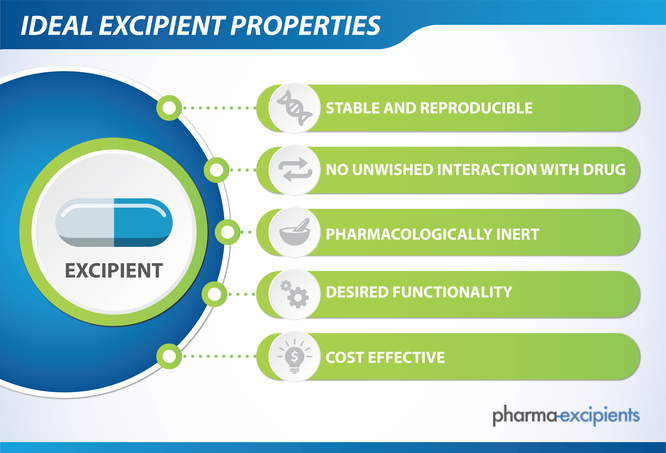 IDEAL EXCIPIENT PROPERTIES
STABLE AND REPRODUCIBLE
NO UNWISHED INTERACTION WITH DRUG
PHARMACOLOGICALLY INERT
DESIRED FUNCTIONALITY
COST EFFECTIVE
EXCIPIENT
$
pharma-excipients